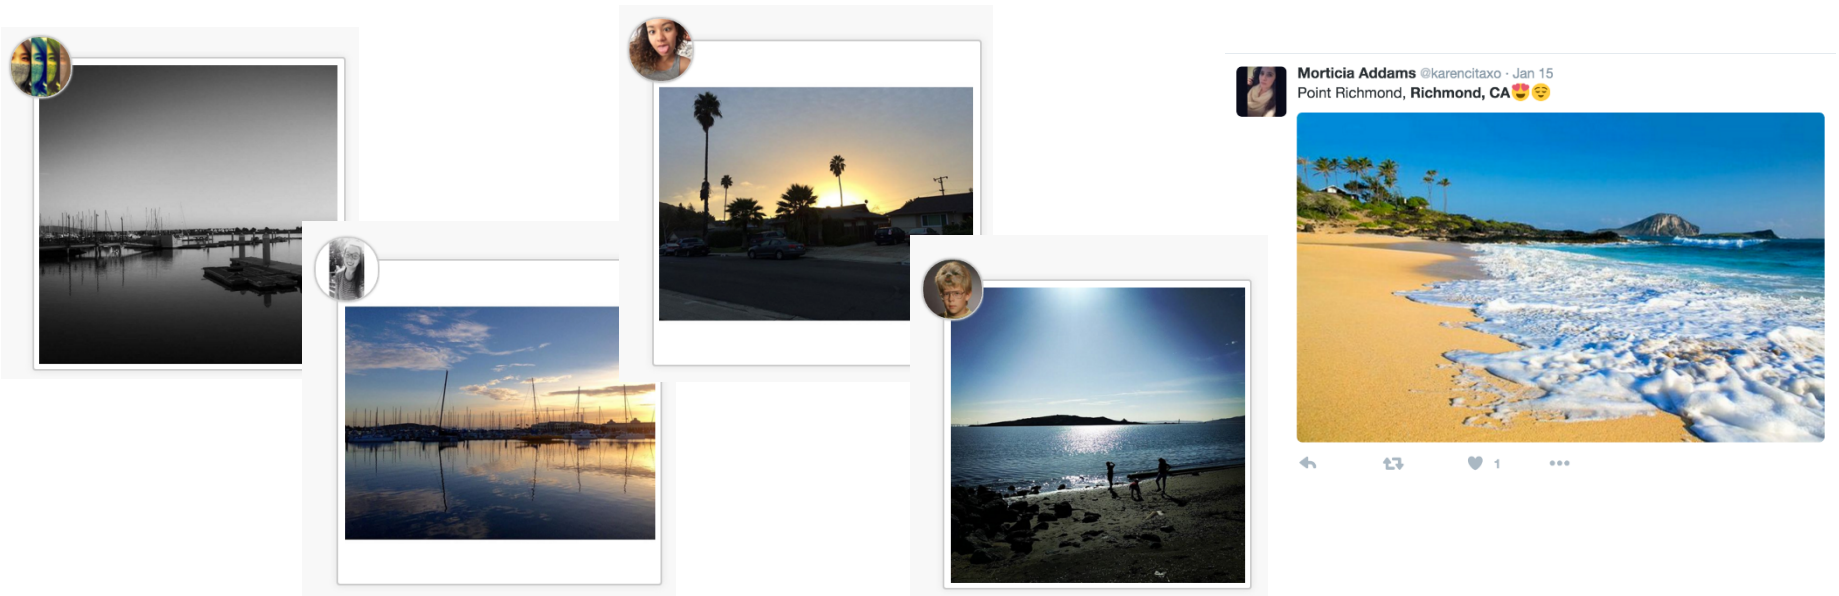 Morticia Addams @karencitaxo · Jan 15
Point Richmond, Richmond, CA😍😌
1